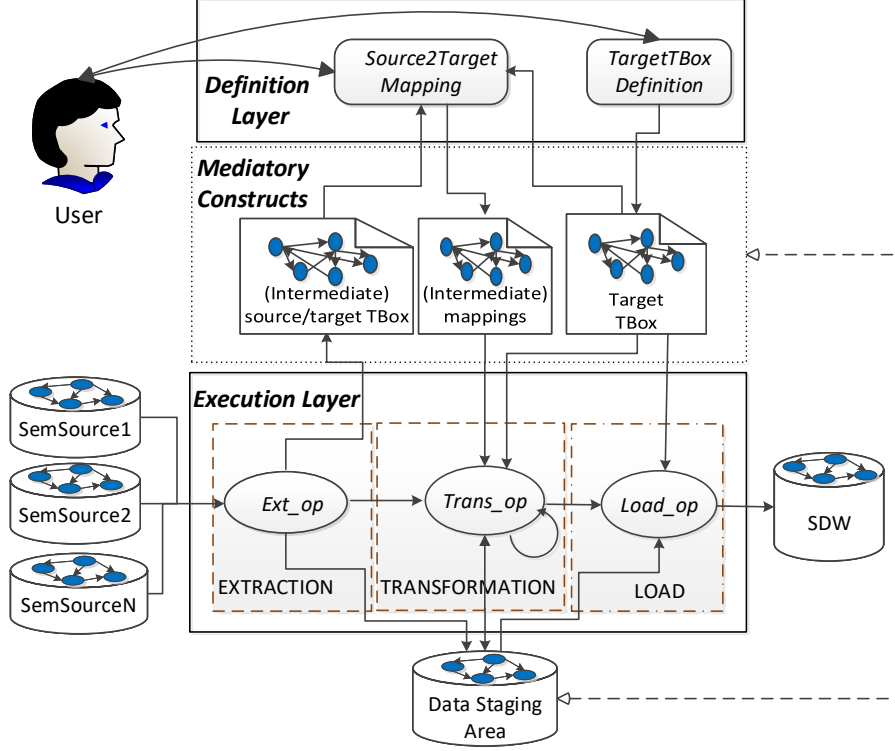 Source2Target
Mapping
TargetTBox
Definition
Definition
Layer
User
Mediatory
Constructs
(Intermediate)
source/target TBox
(Intermediate)
mappings
Target
TBox
Execution Layer
SemSource1
SemSource2
SemSourceN
Ext_op
Trans_op
Load_op
SDW
EXTRACTION
TRANSFORMATION
LOAD
Data Staging
Area